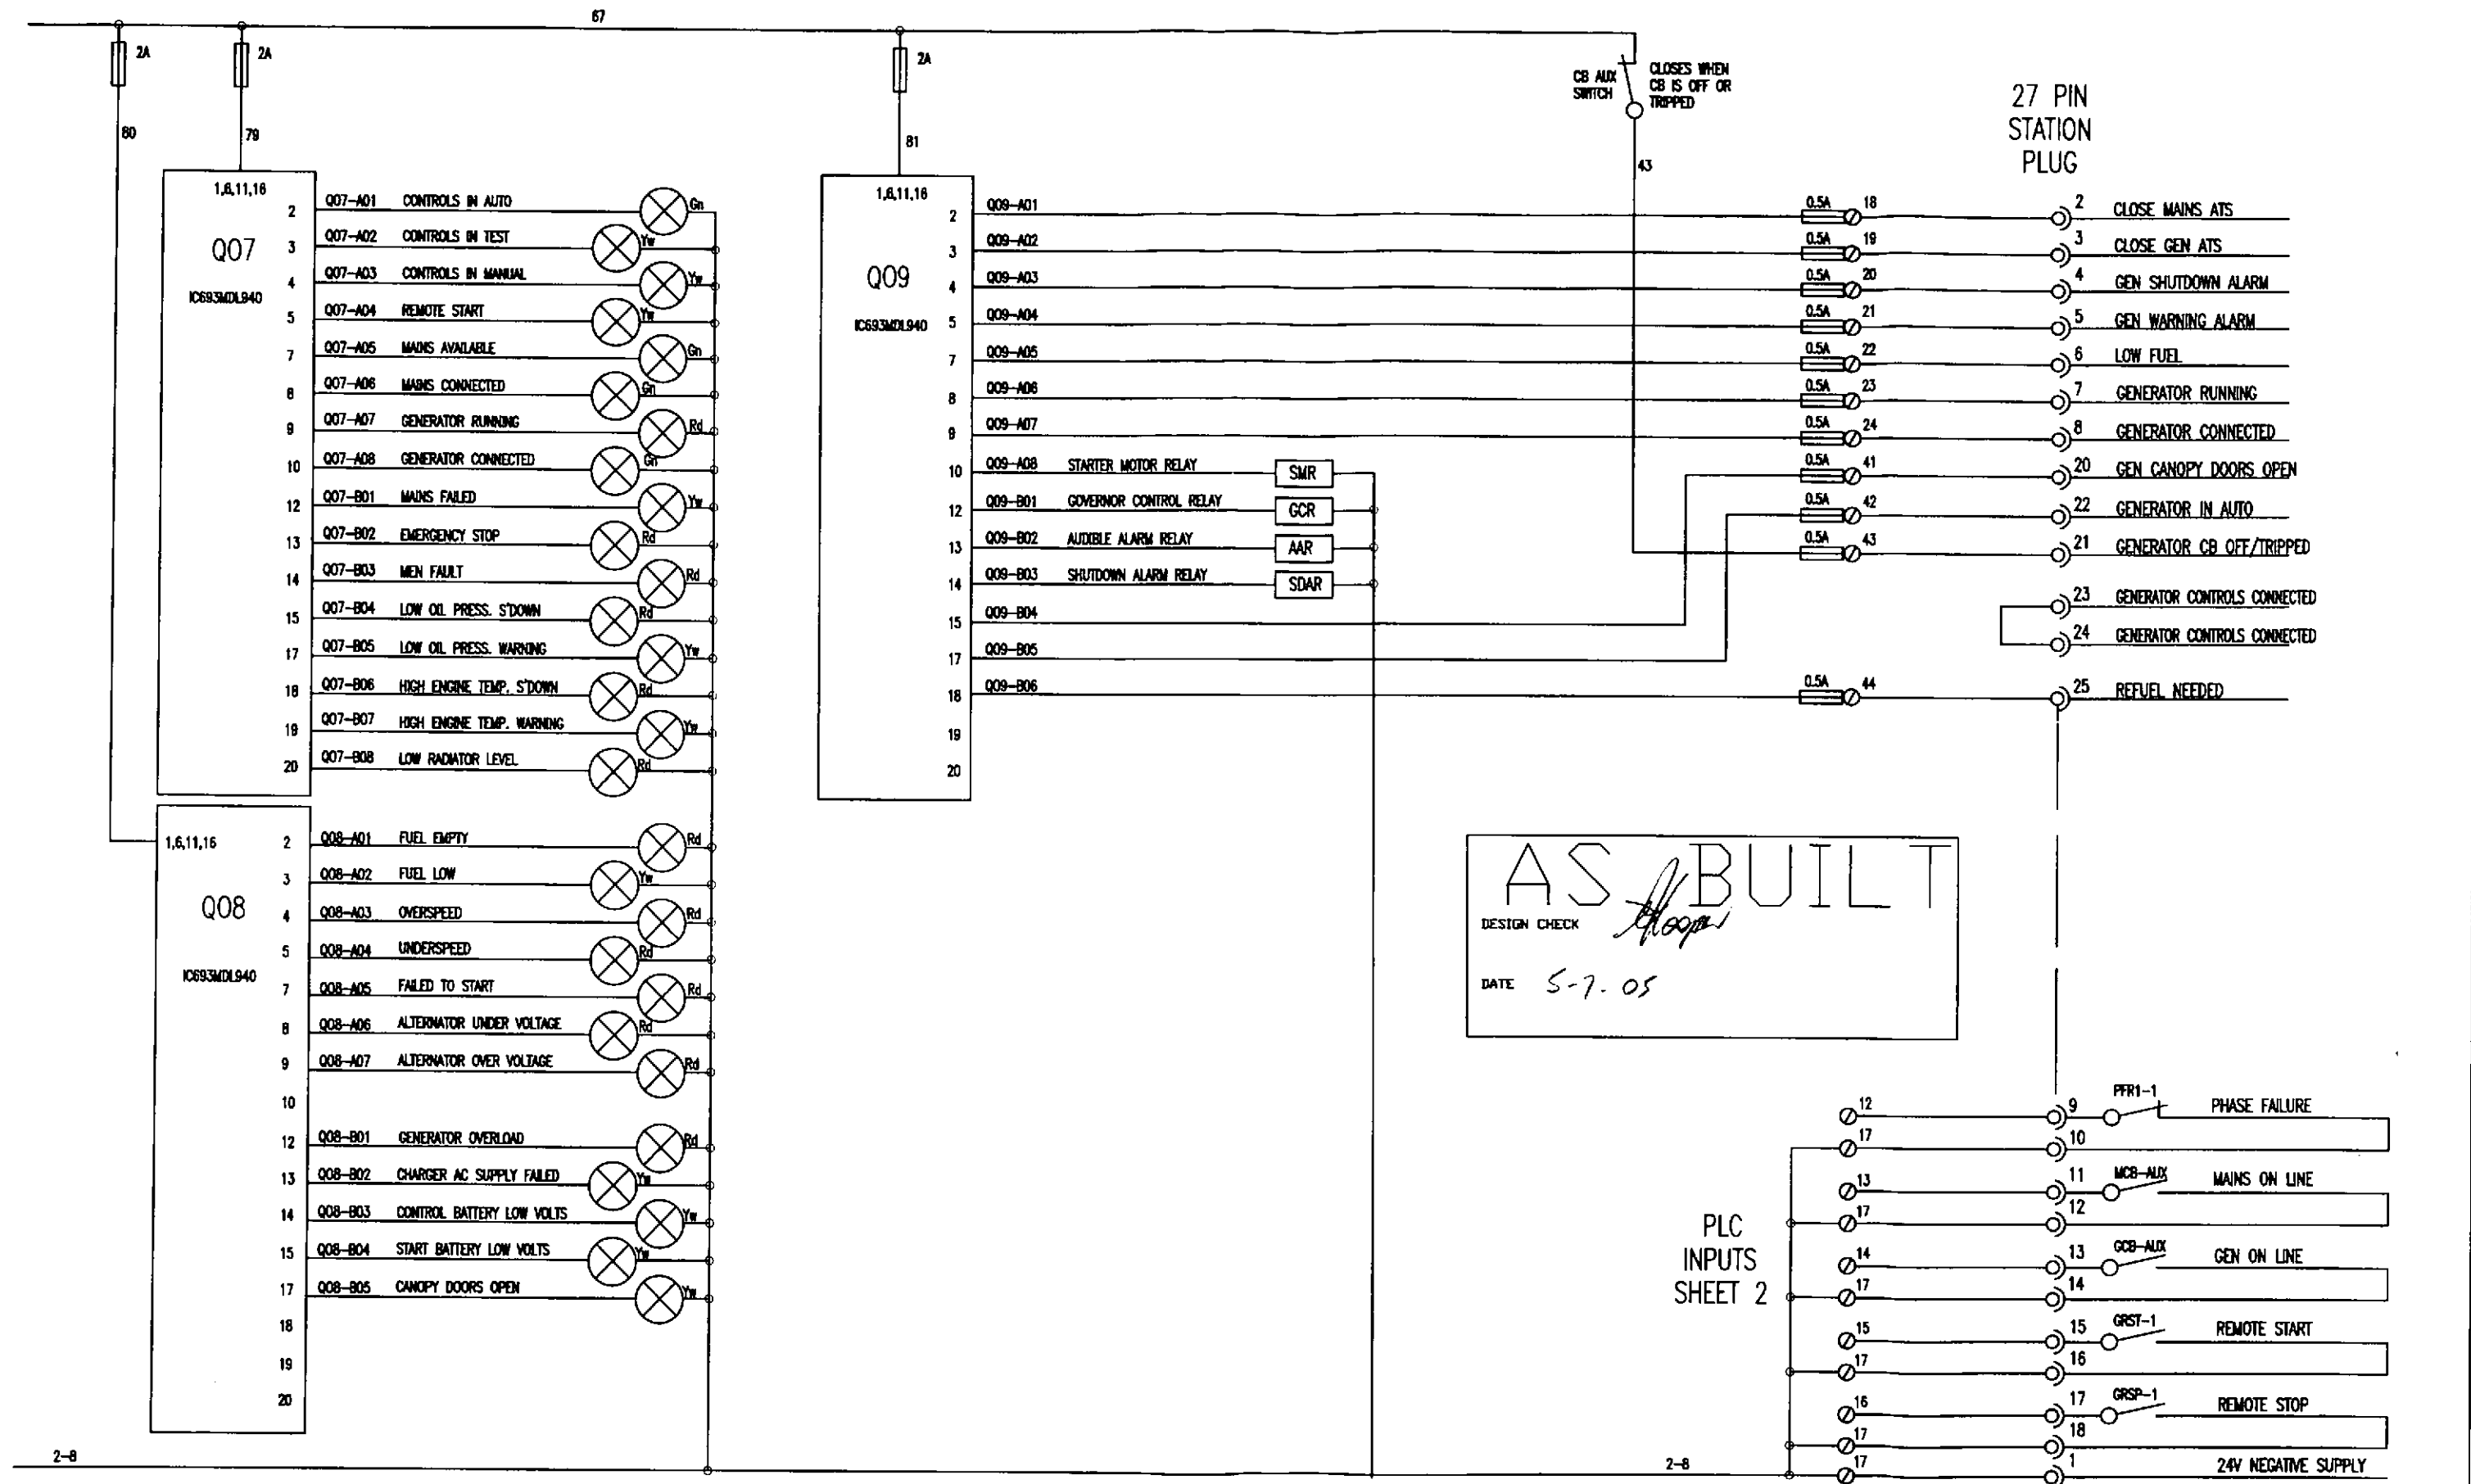 67
2A
2A
2A
CB AUX
SWITCH
CLOSES WHEN
CB IS OFF OR
TRIPPED
80
79
81
43
27 PIN
STATION
PLUG
1,6,11,16
Q07
IC693MDL940
2 Q07-A01 CONTROLS IN AUTO Gn
3 Q07-A02 CONTROLS IN TEST Yw
4 Q07-A03 CONTROLS IN MANUAL Yw
5 Q07-A04 REMOTE START Yw
7 Q07-A05 MAINS AVAILABLE Gn
8 Q07-A06 MAINS CONNECTED Gn
9 Q07-A07 GENERATOR RUNNING Rd
10 Q07-A08 GENERATOR CONNECTED Gn
12 Q07-B01 MAINS FAILED Yw
13 Q07-B02 EMERGENCY STOP Rd
14 Q07-B03 MEN FAULT Rd
15 Q07-B04 LOW OIL PRESS. S'DOWN Rd
17 Q07-B05 LOW OIL PRESS. WARNING Yw
18 Q07-B06 HIGH ENGINE TEMP. S'DOWN Rd
19 Q07-B07 HIGH ENGINE TEMP. WARNING Yw
20 Q07-B08 LOW RADIATOR LEVEL Rd
1,6,11,16
Q08
IC693MDL940
2 Q08-A01 FUEL EMPTY Rd
3 Q08-A02 FUEL LOW Yw
4 Q08-A03 OVERSPEED Rd
5 Q08-A04 UNDERSPEED Rd
7 Q08-A05 FAILED TO START Rd
8 Q08-A06 ALTERNATOR UNDER VOLTAGE Rd
9 Q08-A07 ALTERNATOR OVER VOLTAGE Rd
10
12 Q08-B01 GENERATOR OVERLOAD Rd
13 Q08-B02 CHARGER AC SUPPLY FAILED Yw
14 Q08-B03 CONTROL BATTERY LOW VOLTS Yw
15 Q08-B04 START BATTERY LOW VOLTS Yw
17 Q08-B05 CANOPY DOORS OPEN Yw
18
19
20
1,6,11,16
Q09
IC693MDL940
2 Q09-A01 0.5A 18 2 CLOSE MAINS ATS
3 Q09-A02 0.5A 19 3 CLOSE GEN ATS
4 Q09-A03 0.5A 20 4 GEN SHUTDOWN ALARM
5 Q09-A04 0.5A 21 5 GEN WARNING ALARM
7 Q09-A05 0.5A 22 6 LOW FUEL
8 Q09-A06 0.5A 23 7 GENERATOR RUNNING
9 Q09-A07 0.5A 24 8 GENERATOR CONNECTED
10 Q09-A08 STARTER MOTOR RELAY SMR 0.5A 41 20 GEN CANOPY DOORS OPEN
12 Q09-B01 GOVERNOR CONTROL RELAY GCR 0.5A 42 22 GENERATOR IN AUTO
13 Q09-B02 AUDIBLE ALARM RELAY AAR 0.5A 43 21 GENERATOR CB OFF/TRIPPED
14 Q09-B03 SHUTDOWN ALARM RELAY SDAR 23 GENERATOR CONTROLS CONNECTED
15 Q09-B04 24 GENERATOR CONTROLS CONNECTED
17 Q09-B05
18 Q09-B06 0.5A 44 25 REFUEL NEEDED
19
20
AS BUILT
DESIGN CHECK
DATE 5-7-05
PLC
INPUTS
SHEET 2
12 9 PFR1-1 PHASE FAILURE
17 10
13 11 MCB-AUX MAINS ON LINE
17 12
14 13 GCB-AUX GEN ON LINE
17 14
15 15 GRST-1 REMOTE START
17 16
16 17 GRSP-1 REMOTE STOP
17 18
2-8 2-8 17 1 24V NEGATIVE SUPPLY